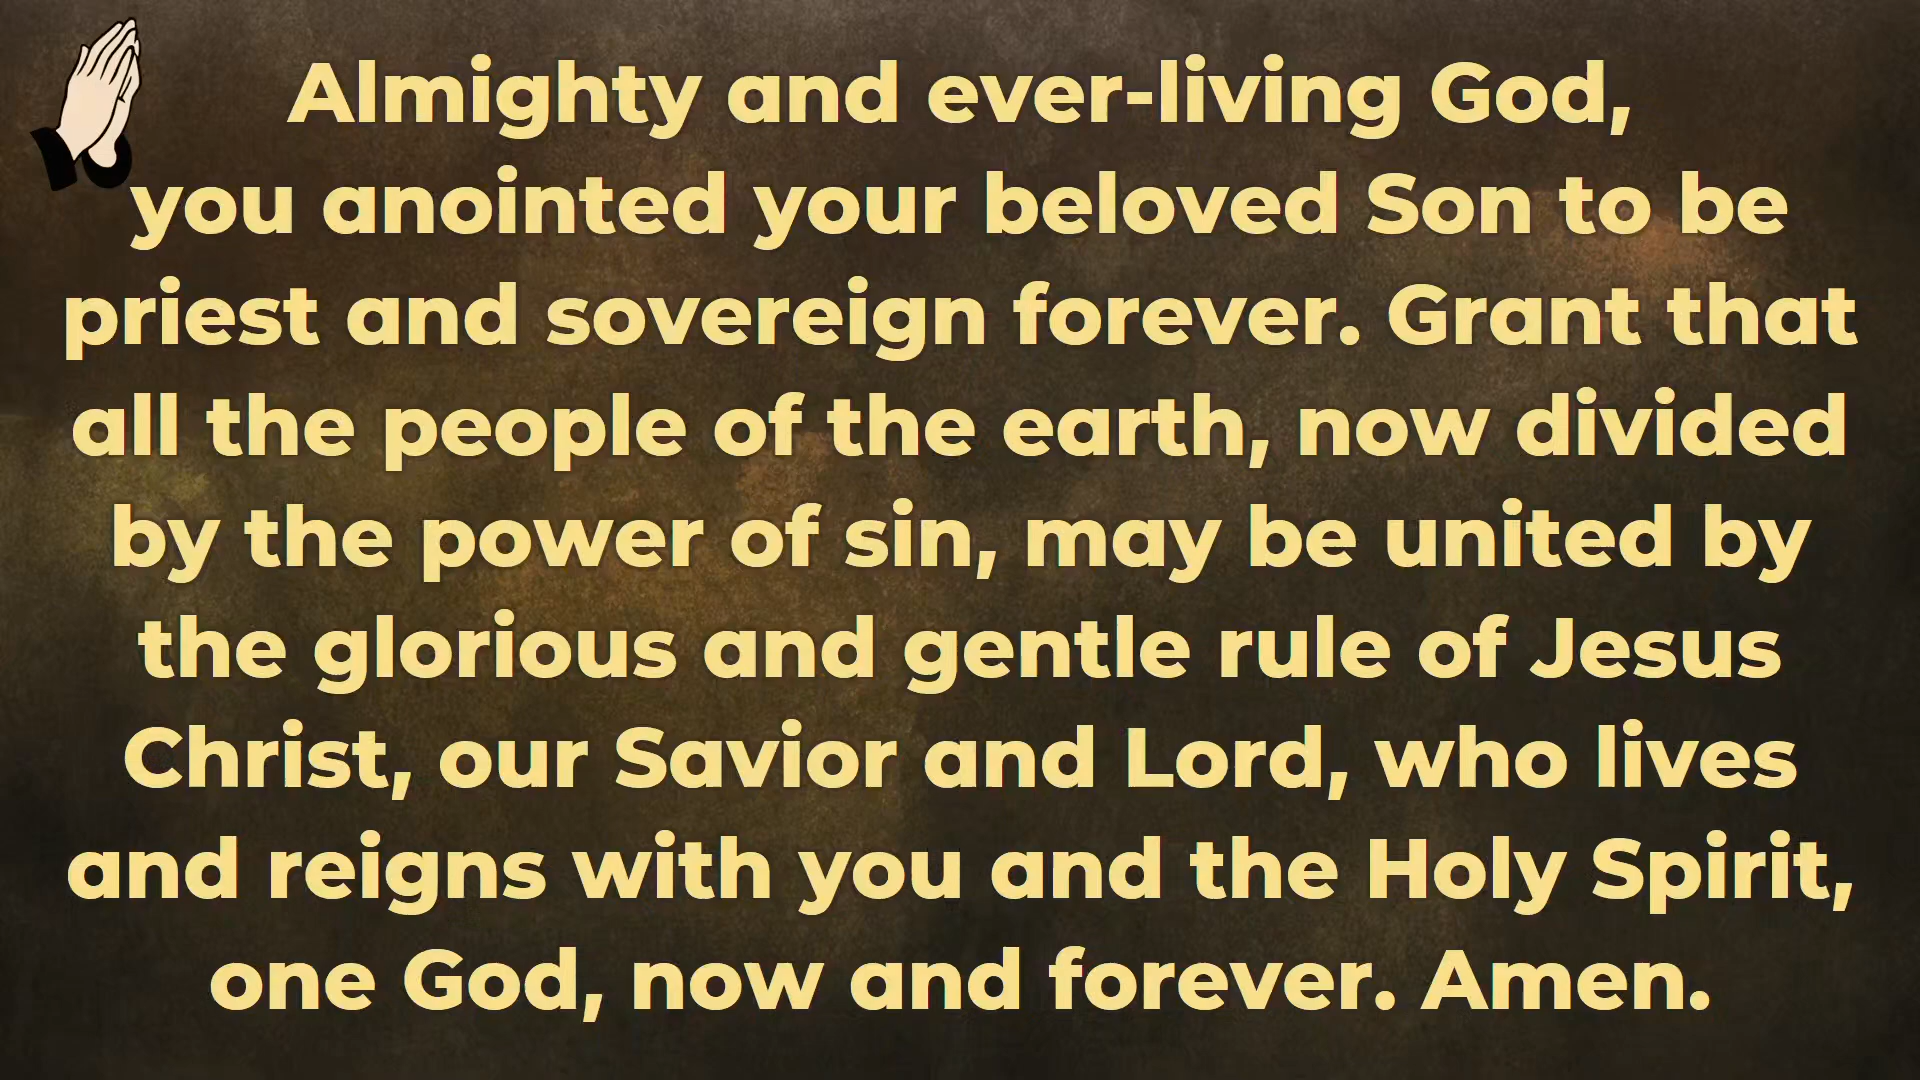 Almighty and ever-living God,
you anointed your beloved Son to be
priest and sovereign forever. Grant that
all the people of the earth, now divided
by the power of sin, may be united by
the glorious and gentle rule of Jesus
Christ, our Savior and Lord, who lives
and reigns with you and the Holy Spirit,
one God, now and forever. Amen.